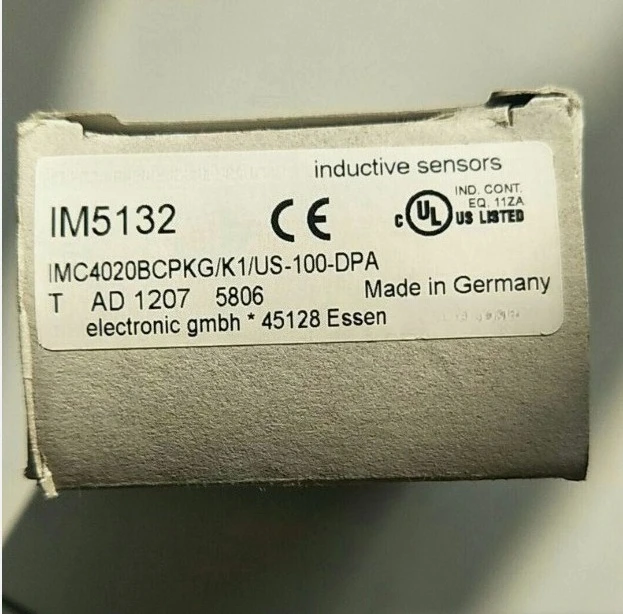 inductive sensors
IM5132 CE c UL US LISTED
IND. CONT.
EQ. 11ZA
IMC4020BCPKG/K1/US-100-DPA
T AD 1207 5806 Made in Germany
electronic gmbh * 45128 Essen